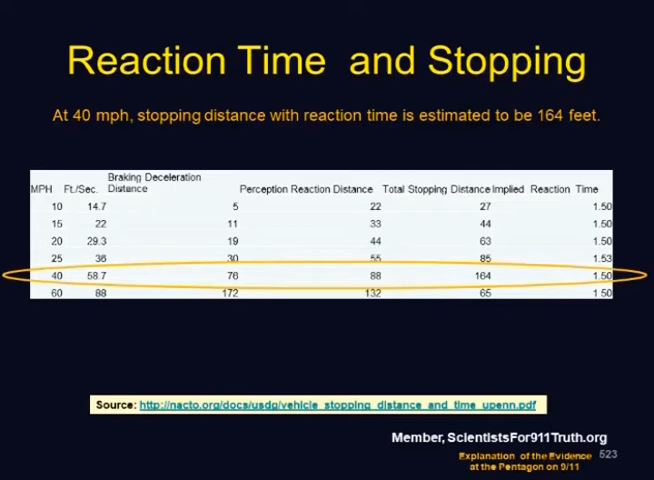 Reaction Time and Stopping
At 40 mph, stopping distance with reaction time is estimated to be 164 feet.
MPH Ft./Sec. Braking Deceleration Distance Perception Reaction Distance Total Stopping Distance Implied Reaction Time
10 14.7 5 22 27 1.50
15 22 11 33 44 1.50
20 29.3 19 44 63 1.50
25 36 30 55 85 1.53
40 58.7 76 88 164 1.50
60 88 172 132 65 1.50
Source: http://nacto.org/docs/usdg/vehicle_stopping_distance_and_time_upenn.pdf
Member, ScientistsFor911Truth.org
Explanation of the Evidence 523
at the Pentagon on 9/11